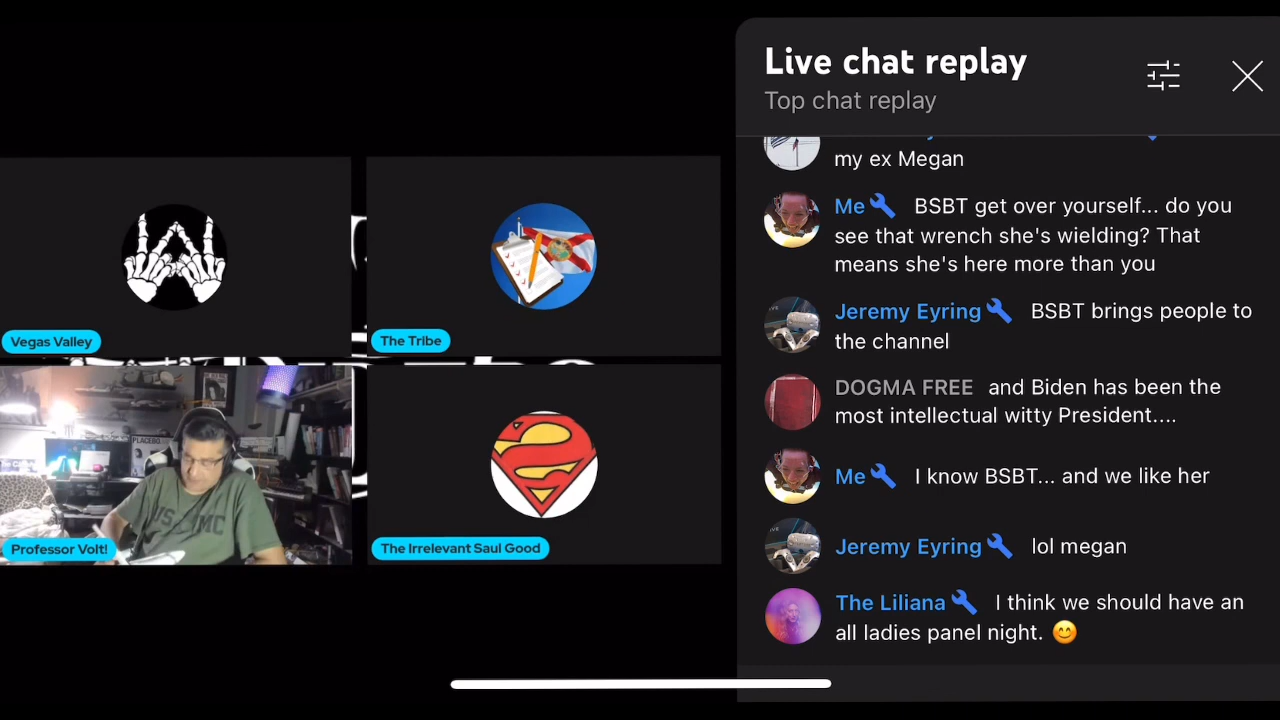 Live chat replay
Top chat replay
my ex Megan
Me BSBT get over yourself... do you
see that wrench she's wielding? That
means she's here more than you
Jeremy Eyring BSBT brings people to
the channel
DOGMA FREE and Biden has been the
most intellectual witty President....
Me I know BSBT... and we like her
Jeremy Eyring lol megan
The Liliana I think we should have an
all ladies panel night. 😊
Vegas Valley
The Tribe
PLACEBO
Professor Volt!
The Irrelevant Saul Good